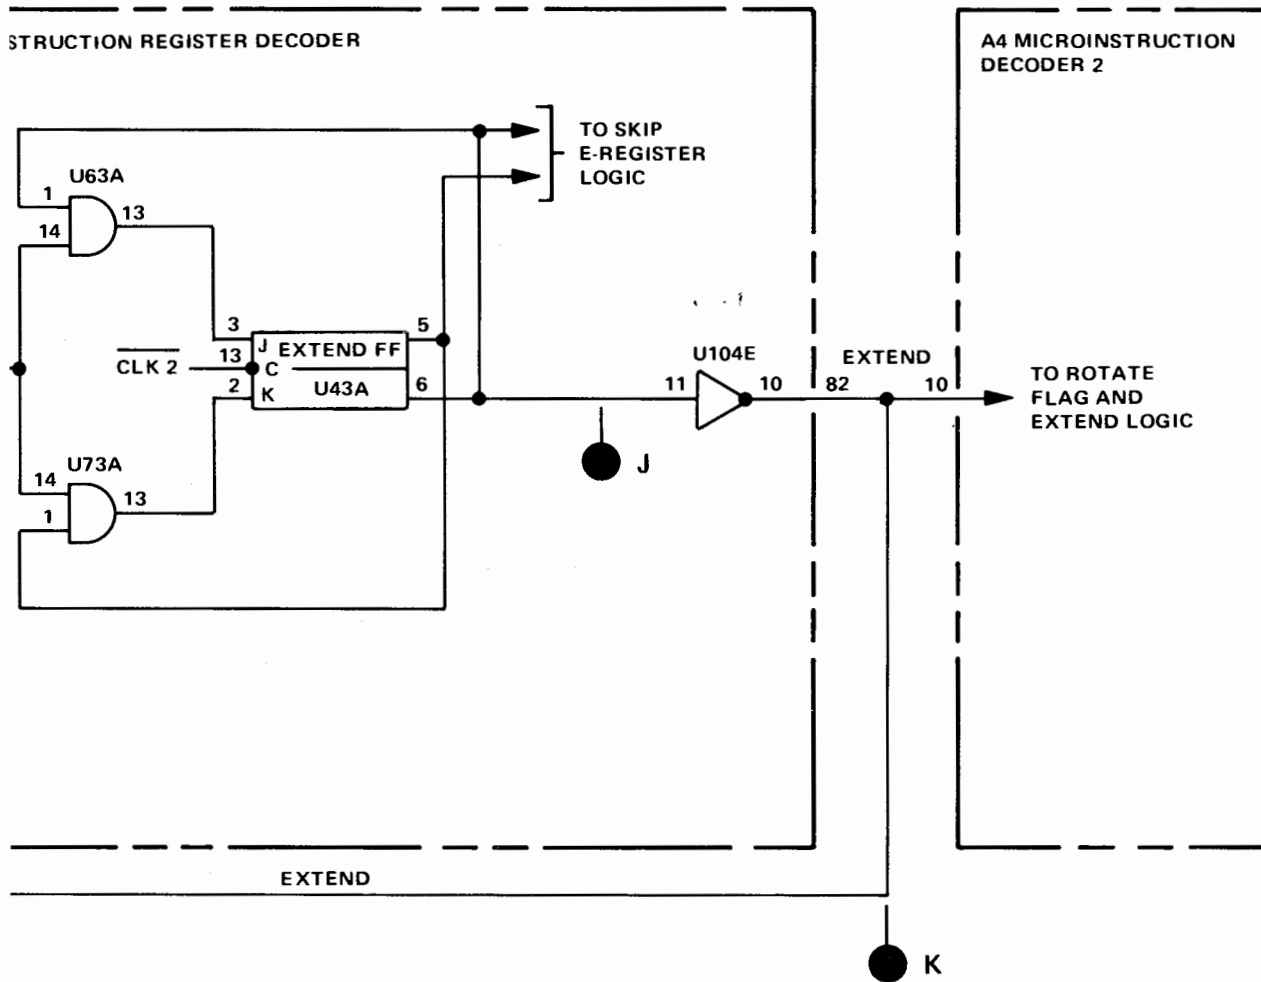 STRUCTION REGISTER DECODER
A4 MICROINSTRUCTION
DECODER 2
TO SKIP
E-REGISTER
LOGIC
U63A
1
13
14
3
J
EXTEND FF
5
CLK 2
13
C
2
K
U43A
6
U104E
11
10
EXTEND
82
10
TO ROTATE
FLAG AND
EXTEND LOGIC
J
U73A
14
13
1
EXTEND
K